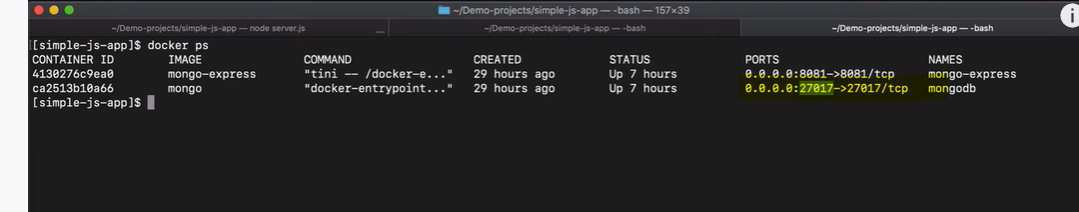 ~/Demo-projects/simple-js-app — -bash — 157×39
~/Demo-projects/simple-js-app — node server.js ... ~/Demo-projects/simple-js-app — -bash ~/Demo-projects/simple-js-app — -bash
[simple-js-app]$ docker ps
CONTAINER ID IMAGE COMMAND CREATED STATUS PORTS NAMES
4130276c9ea0 mongo-express "tini -- /docker-e..." 29 hours ago Up 7 hours 0.0.0.0:8081->8081/tcp mongo-express
ca2513b10a66 mongo "docker-entrypoint..." 29 hours ago Up 7 hours 0.0.0.0:27017->27017/tcp mongodb
[simple-js-app]$